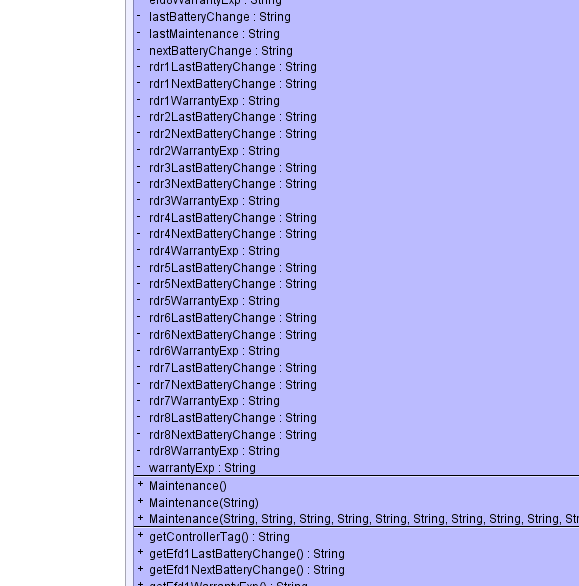 efd8WarrantyExp : String
- lastBatteryChange : String
- lastMaintenance : String
- nextBatteryChange : String
- rdr1LastBatteryChange : String
- rdr1NextBatteryChange : String
- rdr1WarrantyExp : String
- rdr2LastBatteryChange : String
- rdr2NextBatteryChange : String
- rdr2WarrantyExp : String
- rdr3LastBatteryChange : String
- rdr3NextBatteryChange : String
- rdr3WarrantyExp : String
- rdr4LastBatteryChange : String
- rdr4NextBatteryChange : String
- rdr4WarrantyExp : String
- rdr5LastBatteryChange : String
- rdr5NextBatteryChange : String
- rdr5WarrantyExp : String
- rdr6LastBatteryChange : String
- rdr6NextBatteryChange : String
- rdr6WarrantyExp : String
- rdr7LastBatteryChange : String
- rdr7NextBatteryChange : String
- rdr7WarrantyExp : String
- rdr8LastBatteryChange : String
- rdr8NextBatteryChange : String
- rdr8WarrantyExp : String
- warrantyExp : String
+ Maintenance()
+ Maintenance(String)
+ Maintenance(String, String, String, String, String, String, String, String, String, Str
+ getControllerTag() : String
+ getEfd1LastBatteryChange() : String
+ getEfd1NextBatteryChange() : String
+ getEfd1WarrantyExp() : String